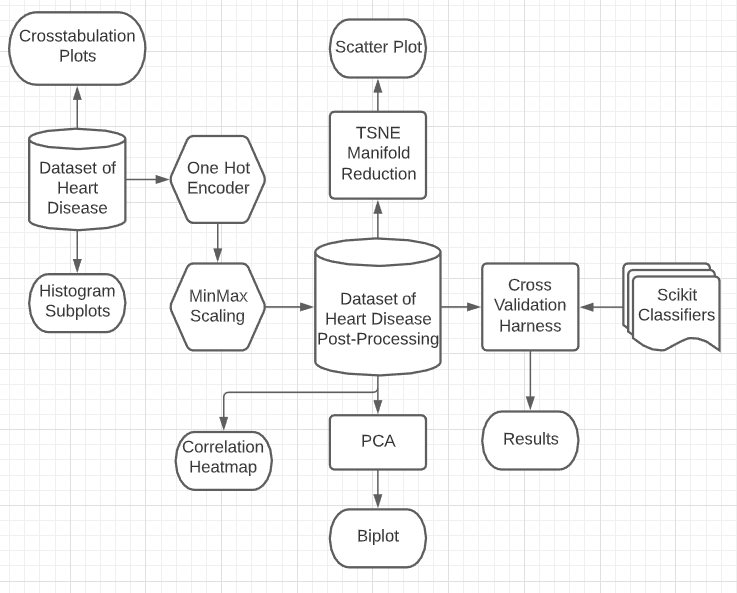 Crosstabulation
Plots
Scatter Plot
TSNE
Manifold
Reduction
Dataset of
Heart
Disease
One Hot
Encoder
Histogram
Subplots
MinMax
Scaling
Dataset of
Heart Disease
Post-Processing
Cross
Validation
Harness
Scikit
Classifiers
Correlation
Heatmap
PCA
Results
Biplot